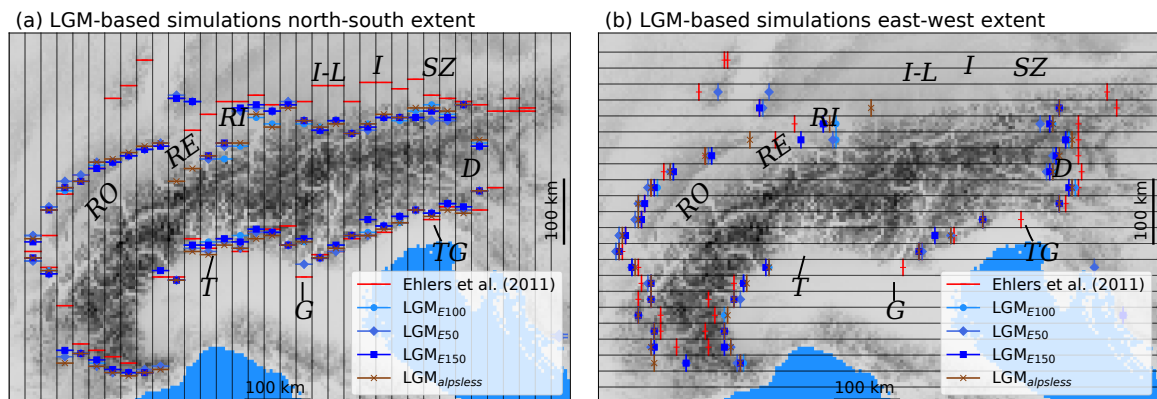 (a) LGM-based simulations north-south extent
I-L
I
SZ
RI
RE
RO
D
100 km
TG
T
G
Ehlers et al. (2011)
LGM_E100
LGM_E50
LGM_E150
LGM_alpsless
100 km
(b) LGM-based simulations east-west extent
I-L
I
SZ
RI
RE
RO
D
100 km
TG
T
G
Ehlers et al. (2011)
LGM_E100
LGM_E50
LGM_E150
LGM_alpsless
100 km